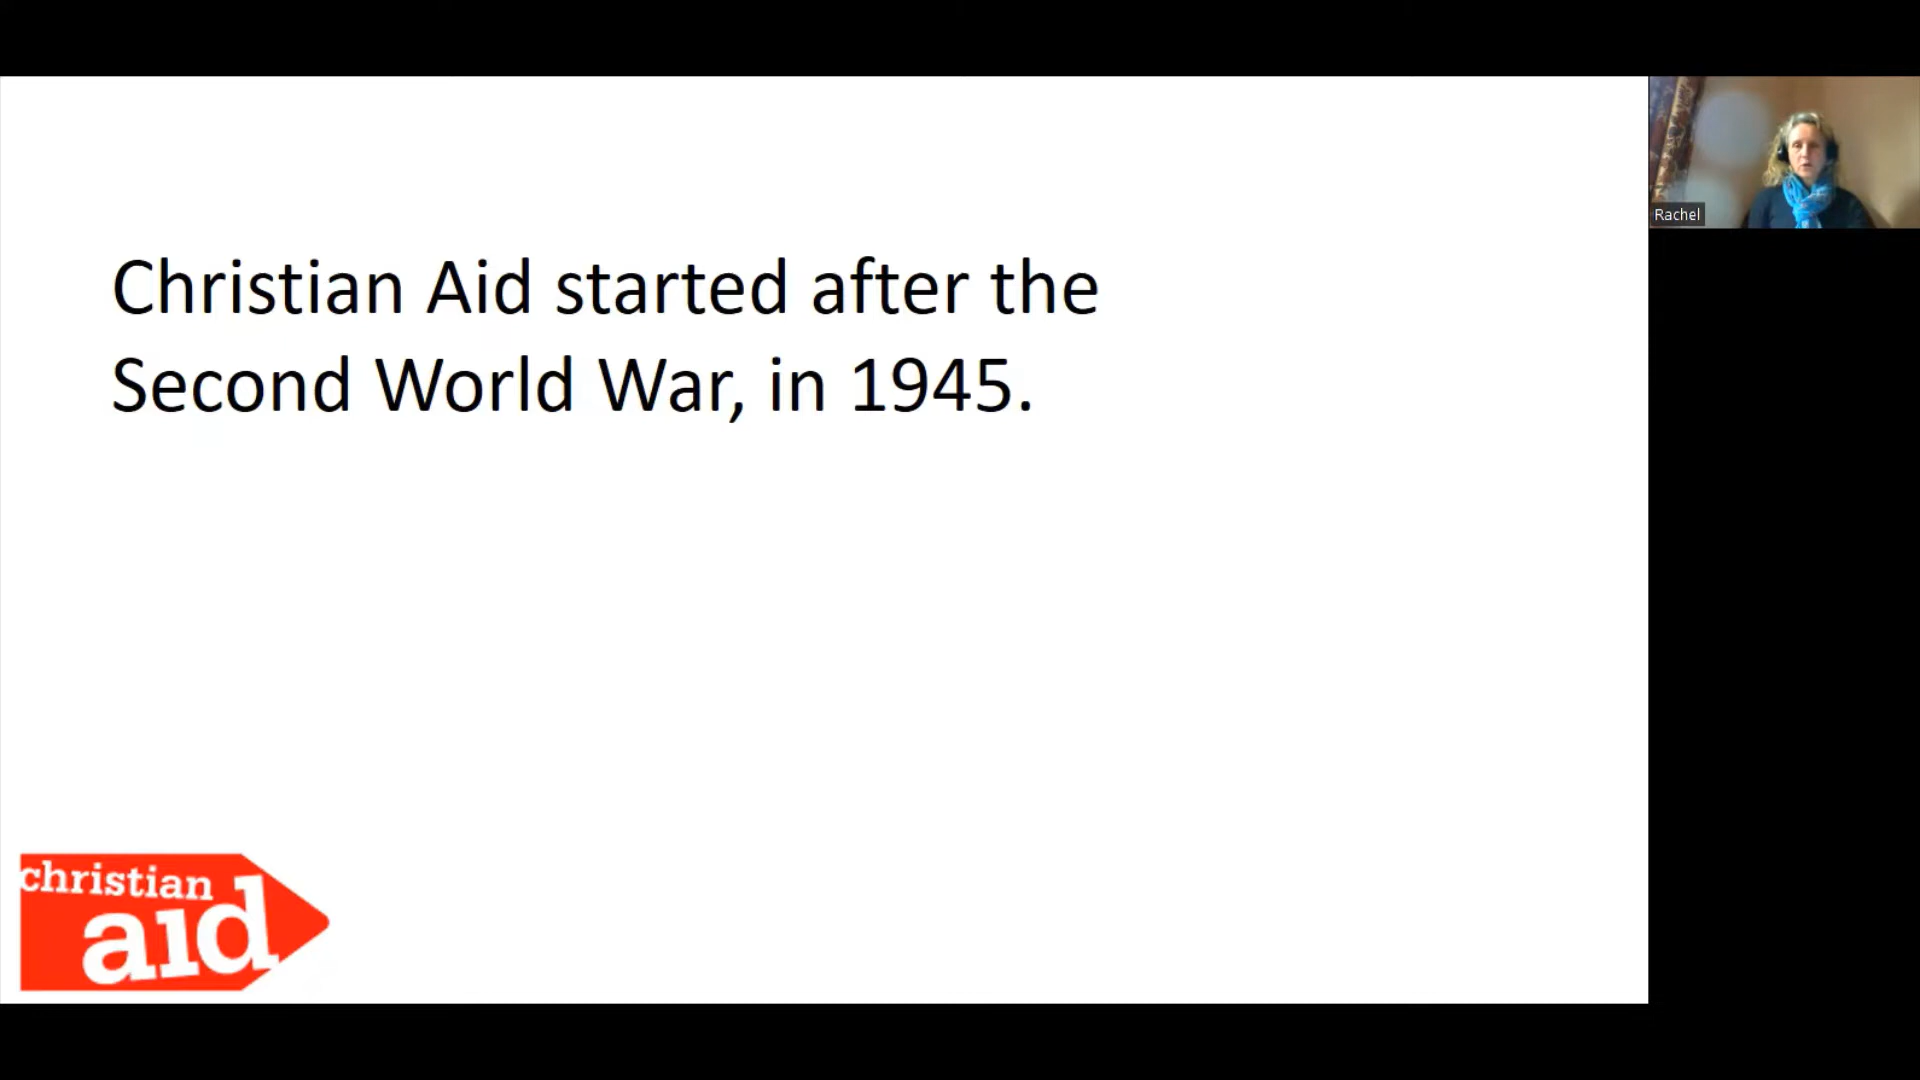 Christian Aid started after the
Second World War, in 1945.
Rachel
christian
aid